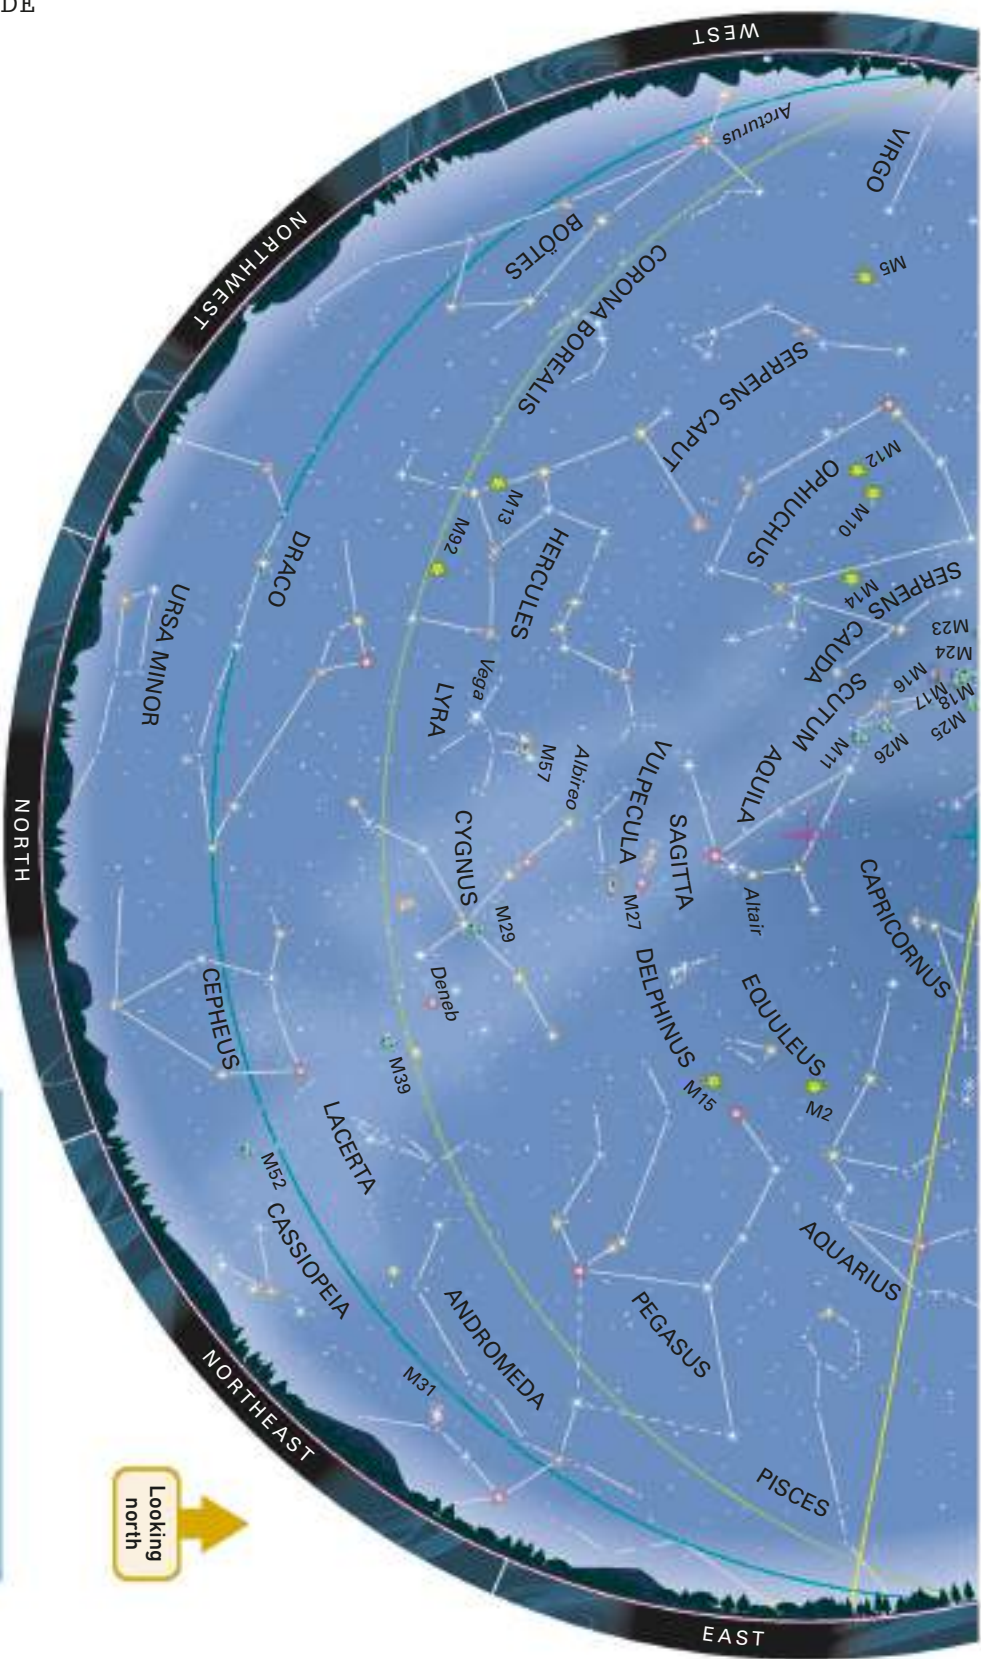 DE
WEST
Arcturus
VIRGO
M5
BOÖTES
NORTHWEST
CORONA BOREALIS
SERPENS CAPUT
M12
OPHIUCHUS
M10
M13
M92
HERCULES
DRACO
M14
SERPENS CAUDA
M23
M24
M16
M17
M18
M25
URSA MINOR
Vega
LYRA
SCUTUM
M26
M11
M57
Albireo
VULPECULA
AQUILA
NORTH
CYGNUS
SAGITTA
M27
Altair
CAPRICORNUS
M29
Deneb
DELPHINUS
EQUULEUS
CEPHEUS
M39
M15
M2
LACERTA
M52
CASSIOPEIA
AQUARIUS
ANDROMEDA
PEGASUS
M31
NORTHEAST
PISCES
Looking
north
EAST